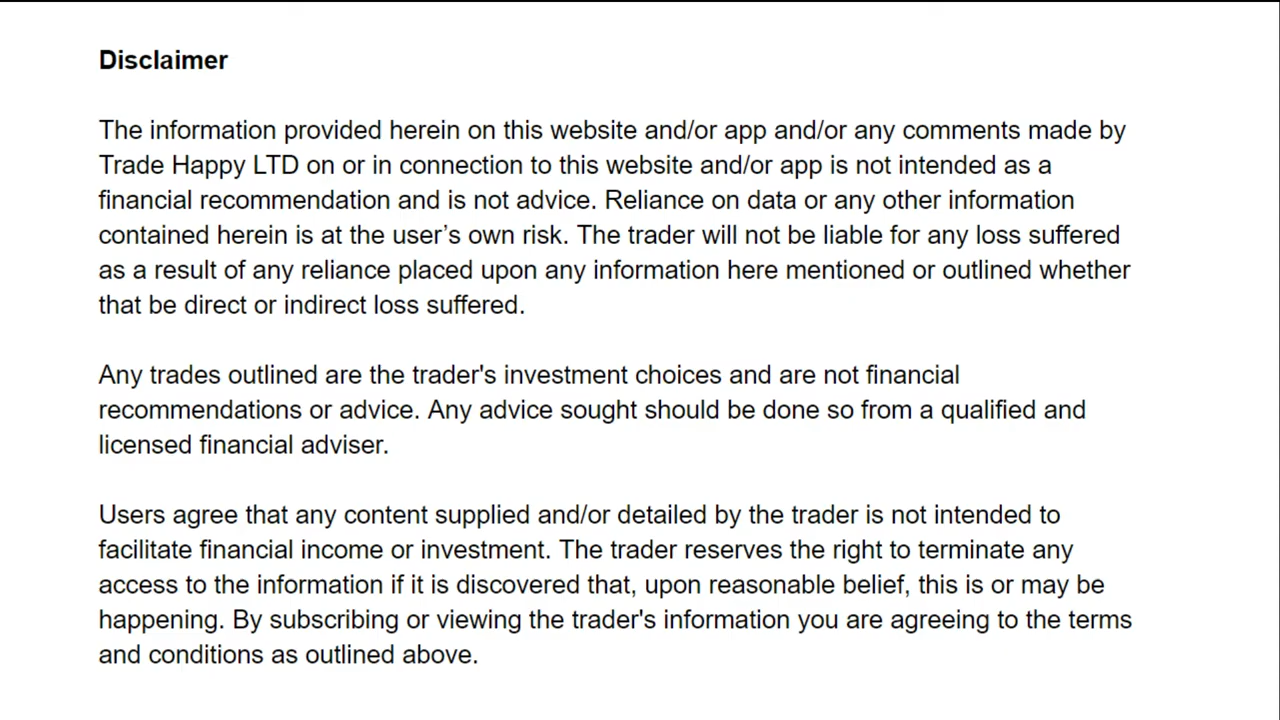 Disclaimer
The information provided herein on this website and/or app and/or any comments made by
Trade Happy LTD on or in connection to this website and/or app is not intended as a
financial recommendation and is not advice. Reliance on data or any other information
contained herein is at the user’s own risk. The trader will not be liable for any loss suffered
as a result of any reliance placed upon any information here mentioned or outlined whether
that be direct or indirect loss suffered.
Any trades outlined are the trader's investment choices and are not financial
recommendations or advice. Any advice sought should be done so from a qualified and
licensed financial adviser.
Users agree that any content supplied and/or detailed by the trader is not intended to
facilitate financial income or investment. The trader reserves the right to terminate any
access to the information if it is discovered that, upon reasonable belief, this is or may be
happening. By subscribing or viewing the trader's information you are agreeing to the terms
and conditions as outlined above.